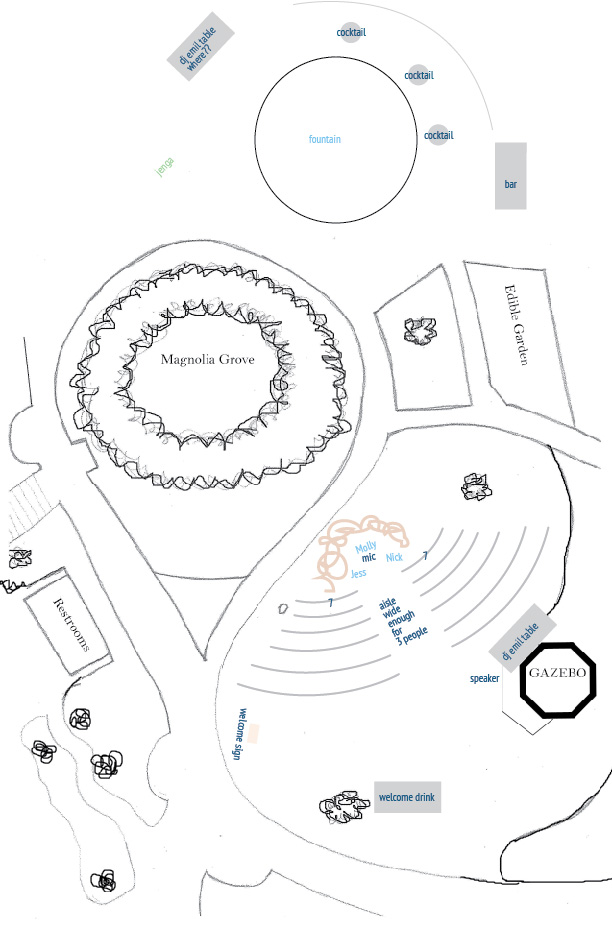 cocktail
dj emil table
where??
cocktail
cocktail
fountain
jenga
bar
Edible Garden
Magnolia Grove
Molly
mic
Nick
7
Jess
7
aisle
wide
enough
for
3 people
Restrooms
dj emil table
speaker
GAZEBO
welcome sign
welcome drink